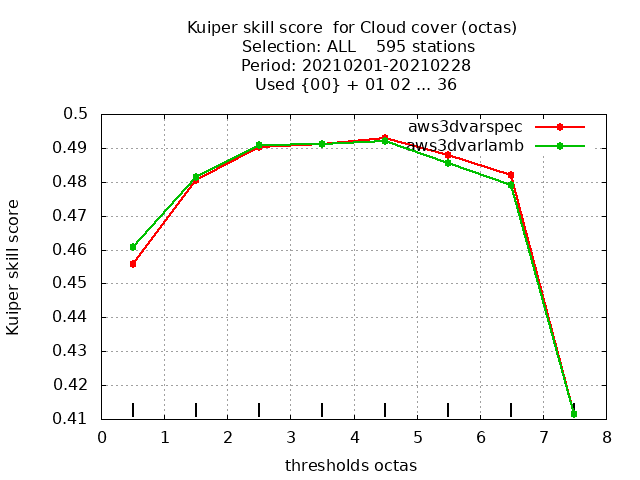 Kuiper skill score  for Cloud cover (octas)
Selection: ALL    595 stations
Period: 20210201-20210228
Used {00} + 01 02 ... 36
aws3dvarspec
aws3dvarlamb
0.5
0.49
0.48
0.47
0.46
0.45
0.44
0.43
0.42
0.41
Kuiper skill score
0 1 2 3 4 5 6 7 8
thresholds octas